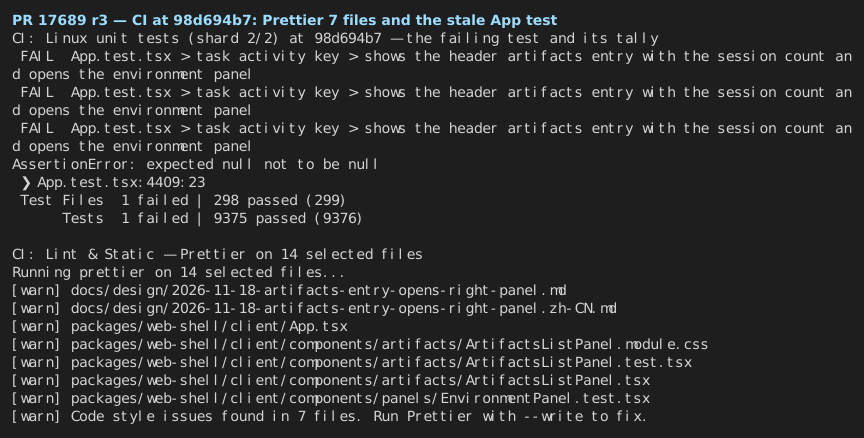 PR 17689 r3 — CI at 98d694b7: Prettier 7 files and the stale App test
CI: Linux unit tests (shard 2/2) at 98d694b7 — the failing test and its tally
FAIL App.test.tsx > task activity key > shows the header artifacts entry with the session count an
d opens the environment panel
FAIL App.test.tsx > task activity key > shows the header artifacts entry with the session count an
d opens the environment panel
FAIL App.test.tsx > task activity key > shows the header artifacts entry with the session count an
d opens the environment panel
AssertionError: expected null not to be null
❯ App.test.tsx:4409:23
Test Files 1 failed | 298 passed (299)
Tests 1 failed | 9375 passed (9376)
CI: Lint & Static — Prettier on 14 selected files
Running prettier on 14 selected files...
[warn] docs/design/2026-11-18-artifacts-entry-opens-right-panel.md
[warn] docs/design/2026-11-18-artifacts-entry-opens-right-panel.zh-CN.md
[warn] packages/web-shell/client/App.tsx
[warn] packages/web-shell/client/components/artifacts/ArtifactsListPanel.module.css
[warn] packages/web-shell/client/components/artifacts/ArtifactsListPanel.test.tsx
[warn] packages/web-shell/client/components/artifacts/ArtifactsListPanel.tsx
[warn] packages/web-shell/client/components/panels/EnvironmentPanel.test.tsx
[warn] Code style issues found in 7 files. Run Prettier with --write to fix.